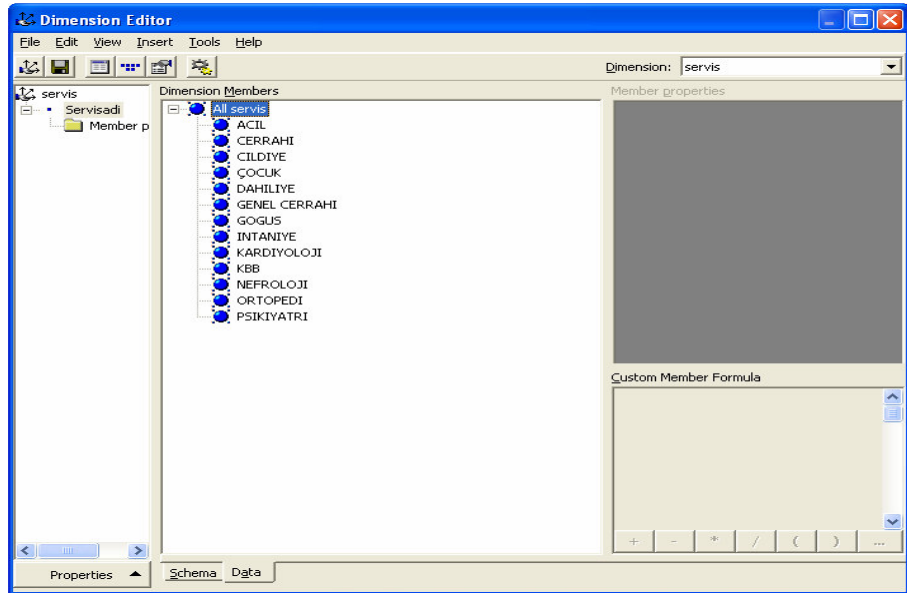 Dimension Editor
File Edit View Insert Tools Help
Dimension: servis
servis
Servisadi
Member p
Dimension Members
All servis
ACIL
CERRAHI
CILDIYE
ÇOCUK
DAHILIYE
GENEL CERRAHI
GOGUS
INTANIYE
KARDIYOLOJI
KBB
NEFROLOJI
ORTOPEDI
PSIKIYATRI
Member properties
Custom Member Formula
+ - * / ( ) ...
Properties
Schema Data